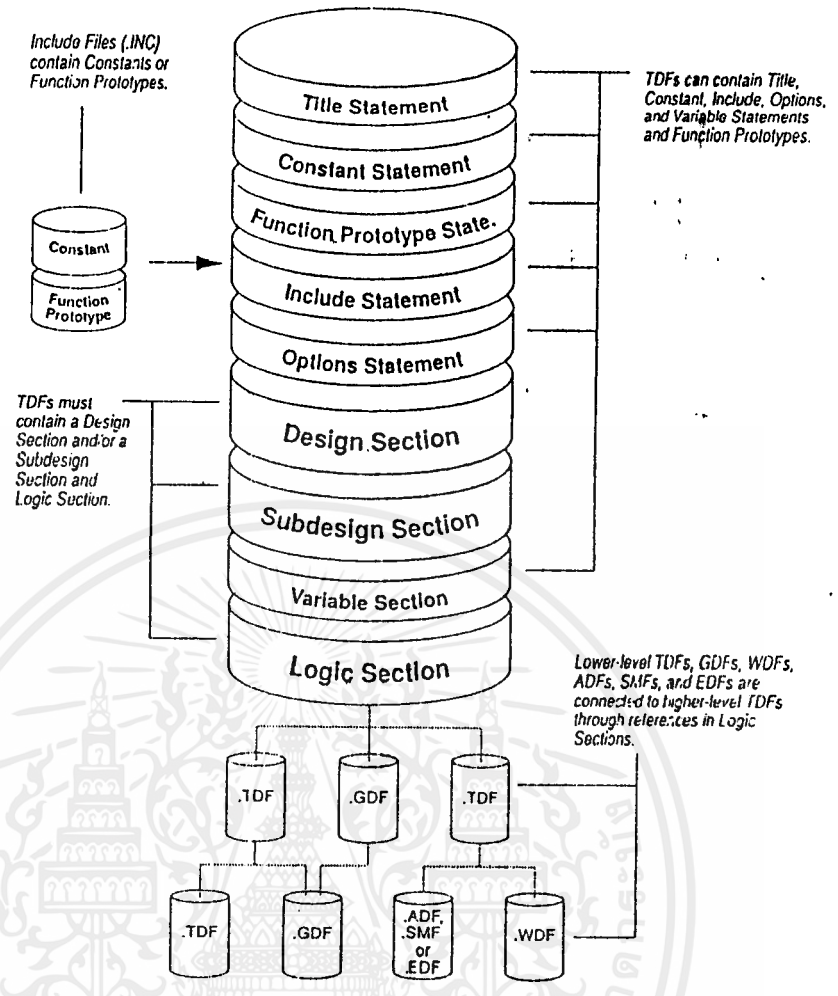 Include Files (.INC)
contain Constants or
Function Prototypes.
TDFs can contain Title,
Constant, Include, Options,
and Variable Statements
and Function Prototypes.
Title Statement
Constant Statement
Function Prototype State.
Include Statement
Options Statement
Design Section
Subdesign Section
Variable Section
Logic Section
Constant
Function
Prototype
TDFs must
contain a Design
Section and/or a
Subdesign
Section and
Logic Section.
Lower-level TDFs, GDFs, WDFs,
ADFs, SMFs, and EDFs are
connected to higher-level TDFs
through references in Logic
Sections.
.TDF
.GDF
.TDF
.TDF
.GDF
.ADF,
.SMF
or
.EDF
.WDF